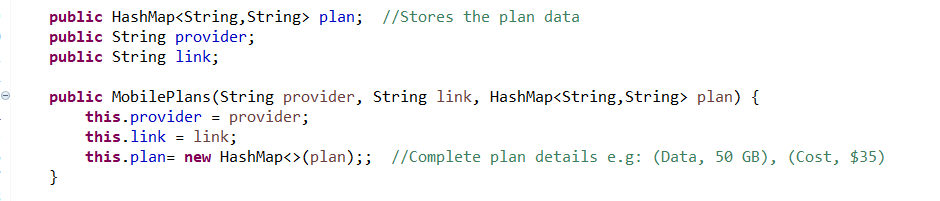 public HashMap<String,String> plan;  //Stores the plan data
public String provider;
public String link;
public MobilePlans(String provider, String link, HashMap<String,String> plan) {
this.provider = provider;
this.link = link;
this.plan= new HashMap<>(plan);;  //Complete plan details e.g: (Data, 50 GB), (Cost, $35)
}